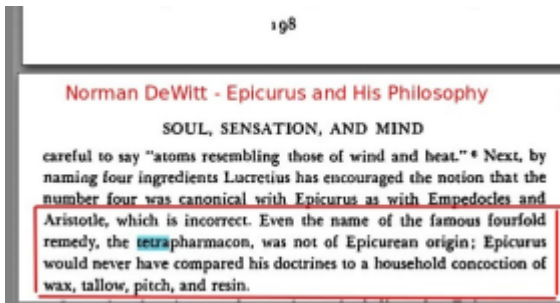 198
Norman DeWitt - Epicurus and His Philosophy
SOUL, SENSATION, AND MIND
careful to say "atoms resembling those of wind and heat." ⁶ Next, by
naming four ingredients Lucretius has encouraged the notion that the
number four was canonical with Epicurus as with Empedocles and
Aristotle, which is incorrect. Even the name of the famous fourfold
remedy, the tetrapharmacon, was not of Epicurean origin; Epicurus
would never have compared his doctrines to a household concoction of
wax, tallow, pitch, and resin.